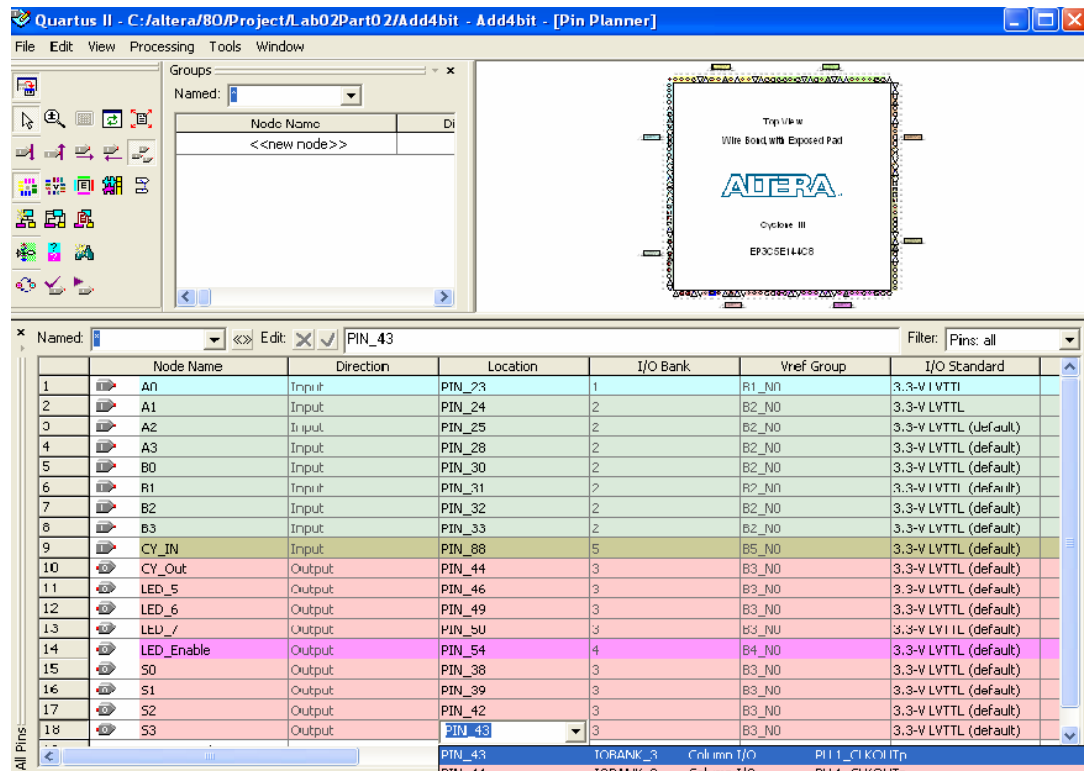 Quartus II - C:/altera/80/Project/Lab02Part02/Add4bit - Add4bit - [Pin Planner]
File Edit View Processing Tools Window
Groups
Named: *
Node Name Di
<<new node>>
Top View
Wire Bond, with Exposed Pad
ALTERA
Cyclone III
EP3C5E144C8
Named: * Edit: PIN_43 Filter: Pins: all
Node Name Direction Location I/O Bank Vref Group I/O Standard
1 A0 Input PIN_23 1 B1_N0 3.3-V LVTTL
2 A1 Input PIN_24 2 B2_N0 3.3-V LVTTL
3 A2 Input PIN_25 2 B2_N0 3.3-V LVTTL (default)
4 A3 Input PIN_28 2 B2_N0 3.3-V LVTTL (default)
5 B0 Input PIN_30 2 B2_N0 3.3-V LVTTL (default)
6 B1 Input PIN_31 2 B2_N0 3.3-V LVTTL (default)
7 B2 Input PIN_32 2 B2_N0 3.3-V LVTTL (default)
8 B3 Input PIN_33 2 B2_N0 3.3-V LVTTL (default)
9 CY_IN Input PIN_88 5 B5_N0 3.3-V LVTTL (default)
10 CY_Out Output PIN_44 3 B3_N0 3.3-V LVTTL (default)
11 LED_5 Output PIN_46 3 B3_N0 3.3-V LVTTL (default)
12 LED_6 Output PIN_49 3 B3_N0 3.3-V LVTTL (default)
13 LED_7 Output PIN_50 3 B3_N0 3.3-V LVTTL (default)
14 LED_Enable Output PIN_54 4 B4_N0 3.3-V LVTTL (default)
15 S0 Output PIN_38 3 B3_N0 3.3-V LVTTL (default)
16 S1 Output PIN_39 3 B3_N0 3.3-V LVTTL (default)
17 S2 Output PIN_42 3 B3_N0 3.3-V LVTTL (default)
18 S3 Output PIN_43 3 B3_N0 3.3-V LVTTL (default)
PIN_43 IOBANK_3 Column I/O PLL1_CLKOUTp
All Pins